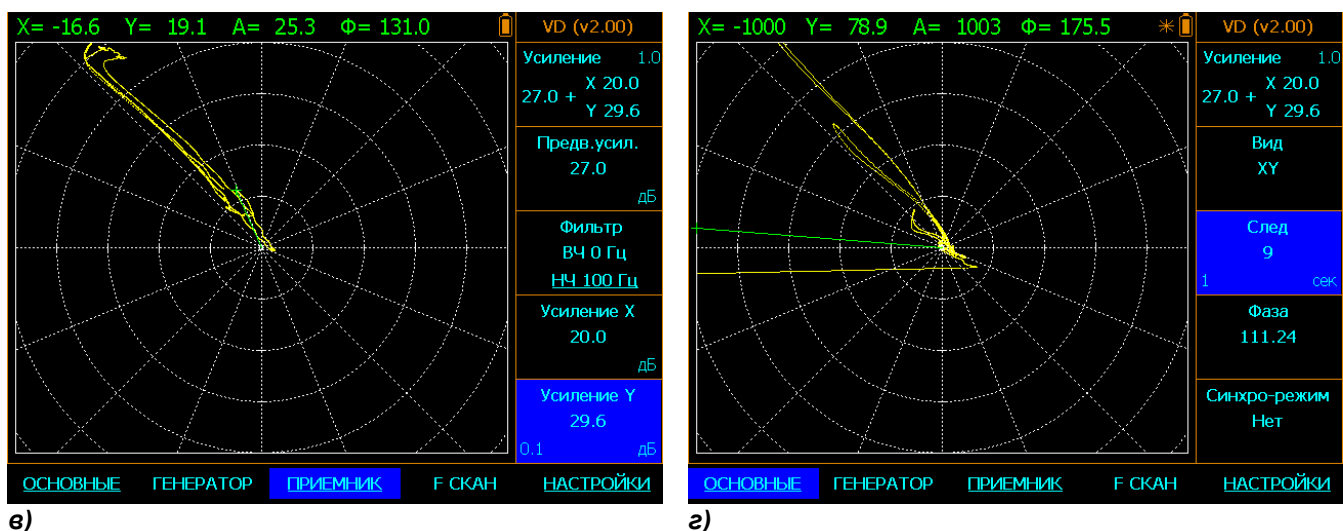 X= -16.6 Y= 19.1 A= 25.3 Ф= 131.0
VD (v2.00)
Усиление 1.0
27.0 + X 20.0
Y 29.6
Предв.усил.
27.0
дБ
Фильтр
ВЧ 0 Гц
НЧ 100 Гц
Усиление X
20.0
дБ
Усиление Y
29.6
0.1 дБ
ОСНОВНЫЕ ГЕНЕРАТОР ПРИЕМНИК F СКАН НАСТРОЙКИ
в)
X= -1000 Y= 78.9 A= 1003 Ф= 175.5
VD (v2.00)
Усиление 1.0
27.0 + X 20.0
Y 29.6
Вид
XY
След
9
1 сек
Фаза
111.24
Синхро-режим
Нет
ОСНОВНЫЕ ГЕНЕРАТОР ПРИЕМНИК F СКАН НАСТРОЙКИ
г)